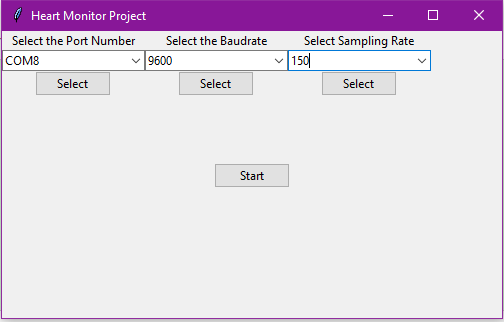 Heart Monitor Project
Select the Port Number Select the Baudrate Select Sampling Rate
COM8 9600 150
Select Select Select
Start